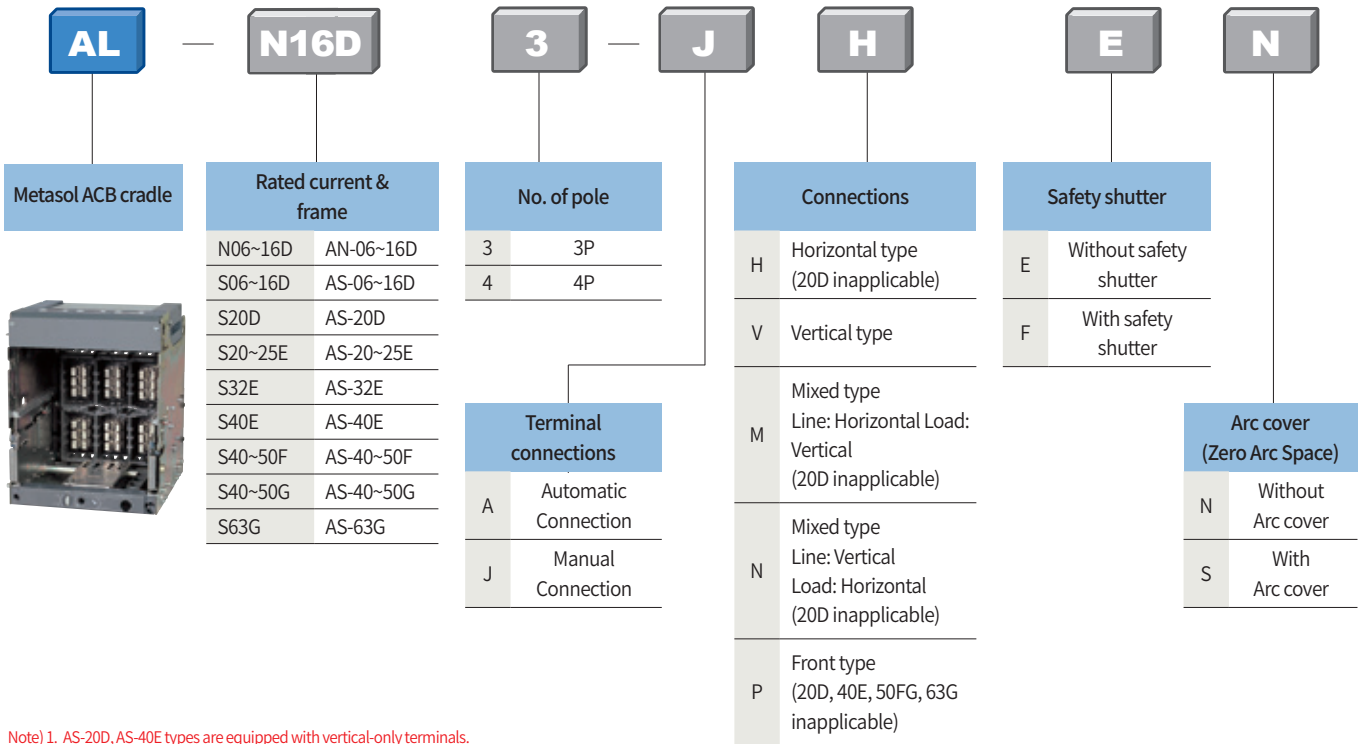 AL — N16D 3 — J H E N
Metasol ACB cradle
Rated current &
frame
N06~16D AN-06~16D
S06~16D AS-06~16D
S20D AS-20D
S20~25E AS-20~25E
S32E AS-32E
S40E AS-40E
S40~50F AS-40~50F
S40~50G AS-40~50G
S63G AS-63G
No. of pole
3 3P
4 4P
Terminal
connections
A Automatic
Connection
J Manual
Connection
Connections
H Horizontal type
(20D inapplicable)
V Vertical type
M Mixed type
Line: Horizontal Load:
Vertical
(20D inapplicable)
N Mixed type
Line: Vertical
Load: Horizontal
(20D inapplicable)
P Front type
(20D, 40E, 50FG, 63G
inapplicable)
Safety shutter
E Without safety
shutter
F With safety
shutter
Arc cover
(Zero Arc Space)
N Without
Arc cover
S With
Arc cover
Note) 1. AS-20D, AS-40E types are equipped with vertical-only terminals.